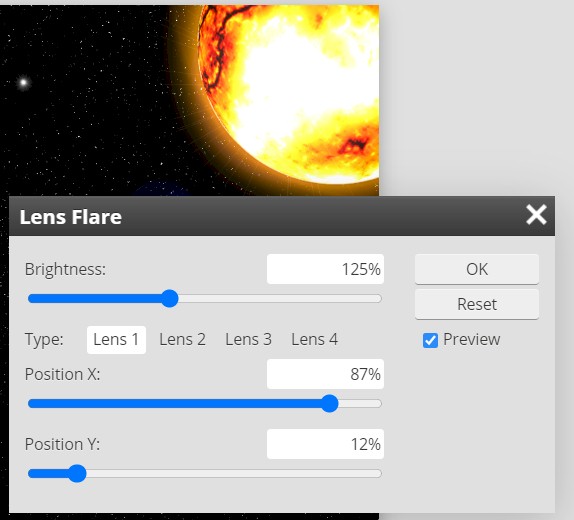 Lens Flare
Brightness: 125% OK
Reset
Type: Lens 1 Lens 2 Lens 3 Lens 4 Preview
Position X: 87%
Position Y: 12%